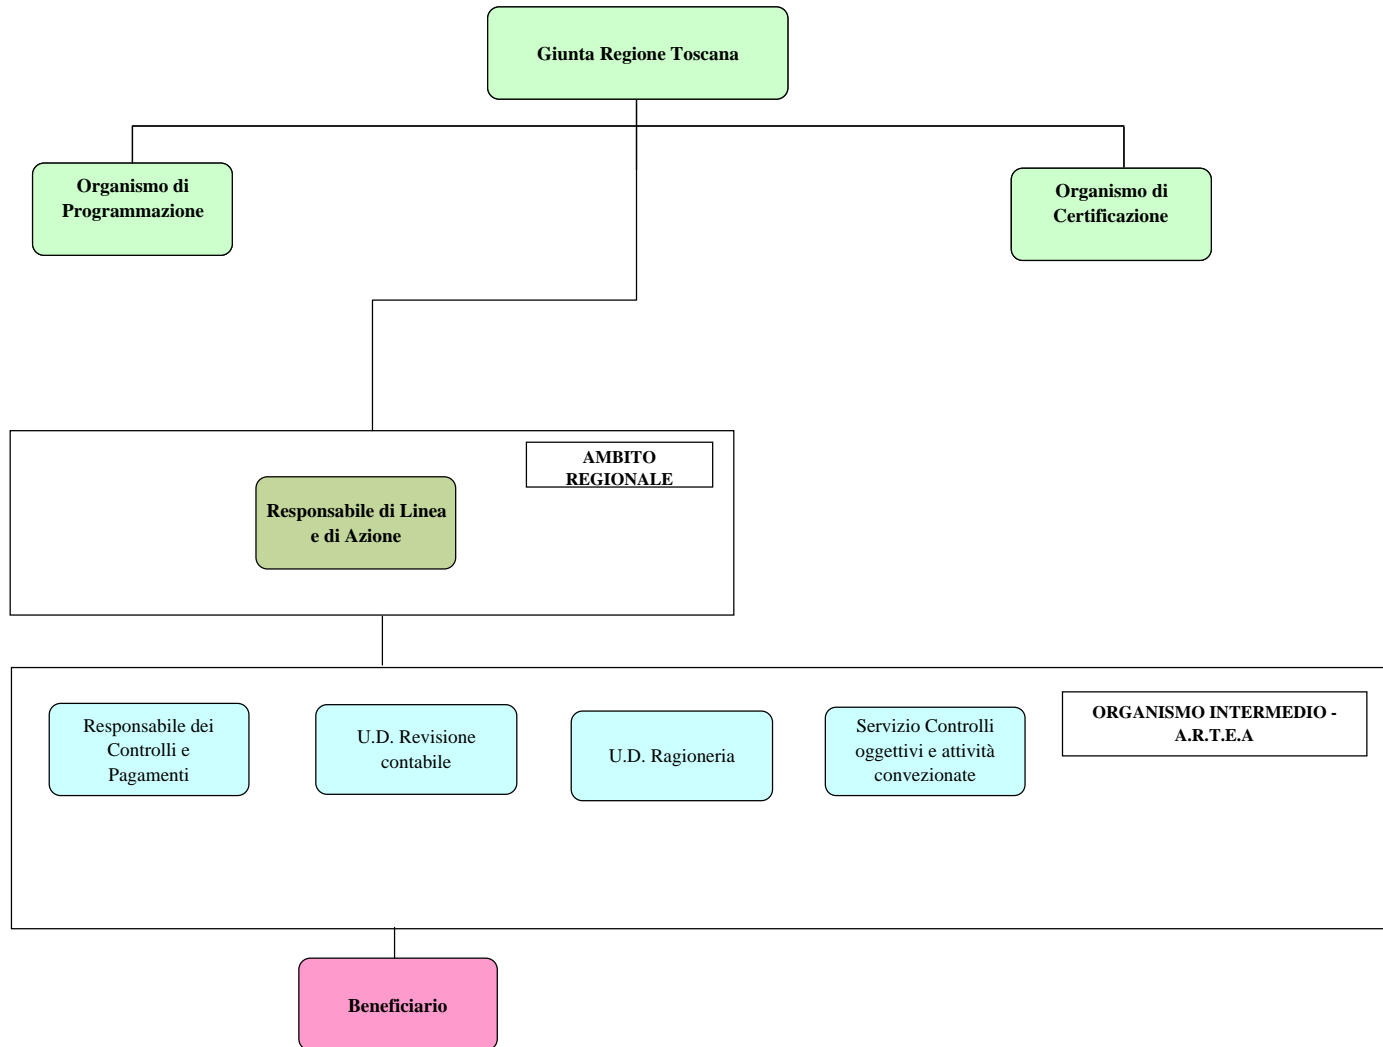 Giunta Regione Toscana
Organismo di
Programmazione
Organismo di
Certificazione
AMBITO
REGIONALE
Responsabile di Linea
e di Azione
Responsabile dei
Controlli e
Pagamenti
U.D. Revisione
contabile
U.D. Ragioneria
Servizio Controlli
oggettivi e attività
convezionate
ORGANISMO INTERMEDIO -
A.R.T.E.A
Beneficiario